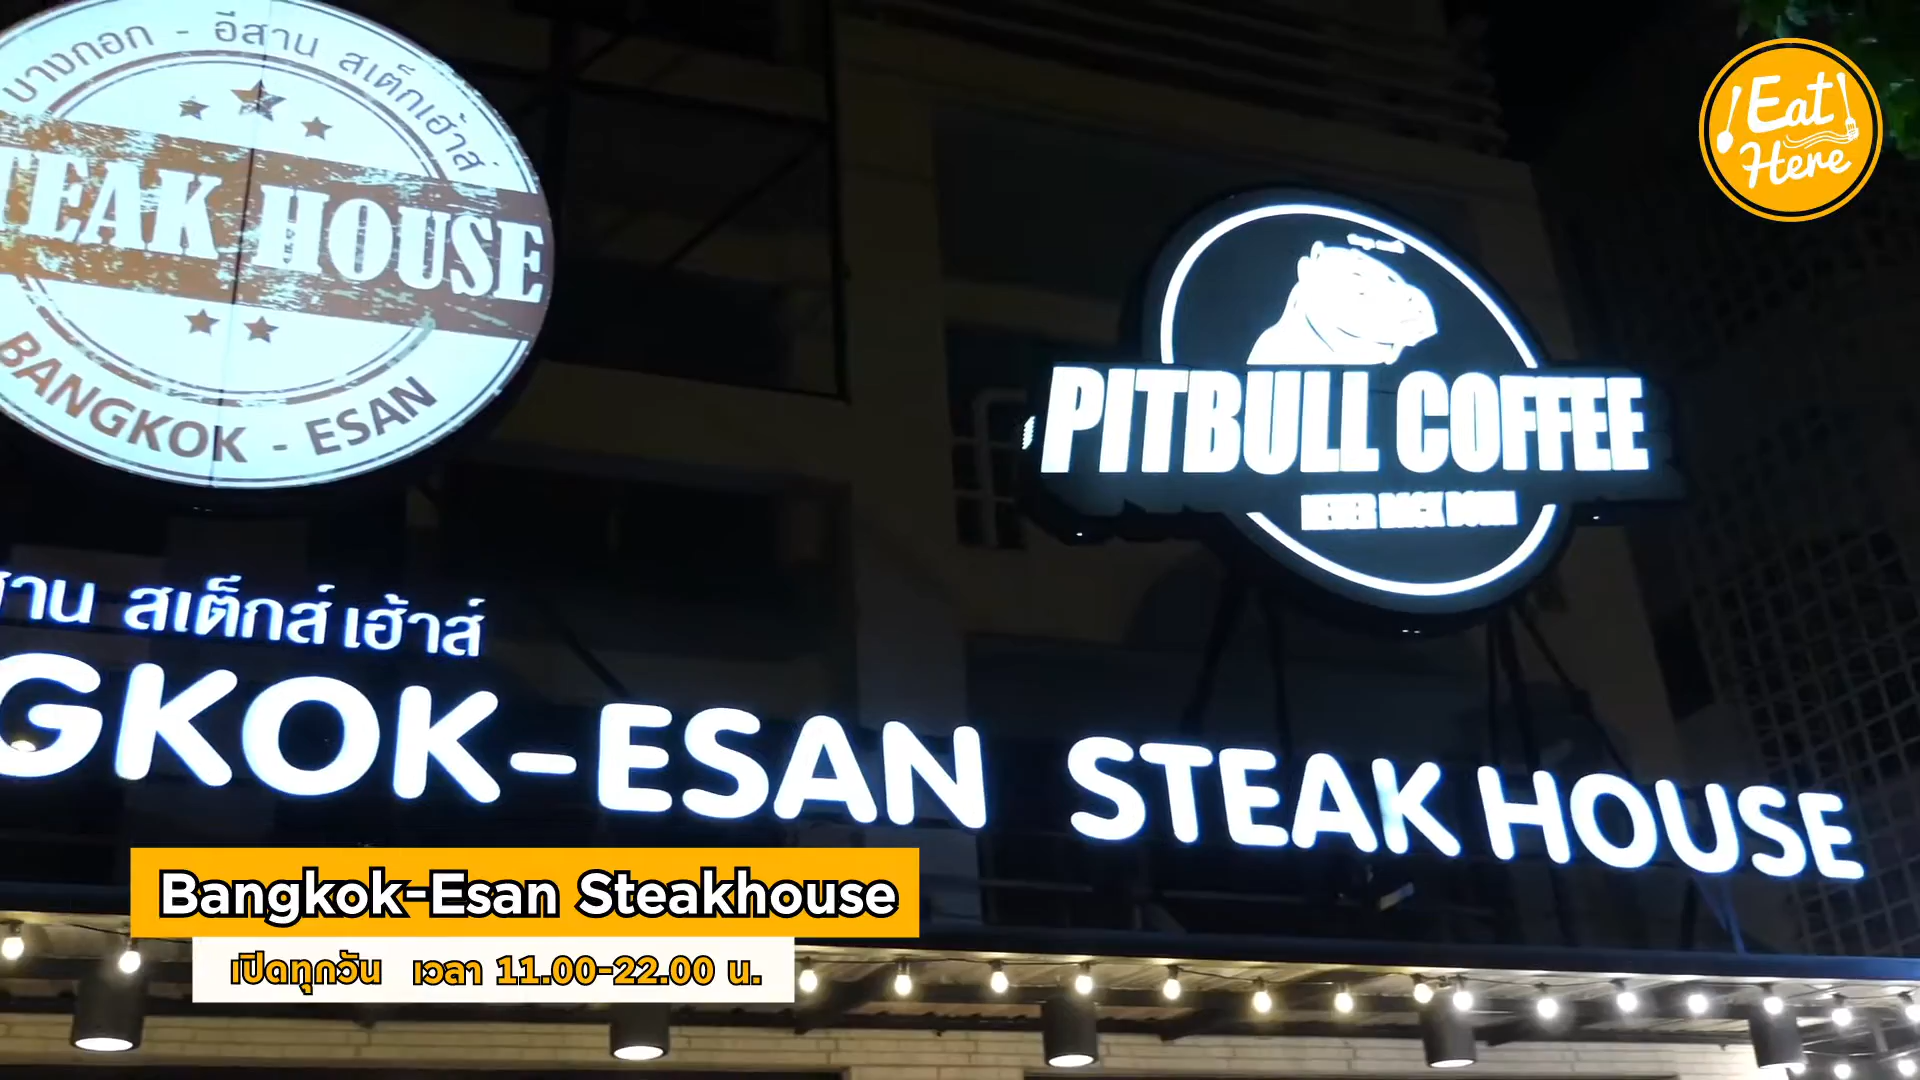 บางกอก - อีสาน สเต็กเฮ้าส์
TEAK HOUSE
BANGKOK - ESAN
Eat
Here
PITBULL COFFEE
NEVER BACK DOWN
สาน สเต็กส์ เฮ้าส์
GKOK-ESAN STEAK HOUSE
Bangkok-Esan Steakhouse
เปิดทุกวัน เวลา 11.00-22.00 น.